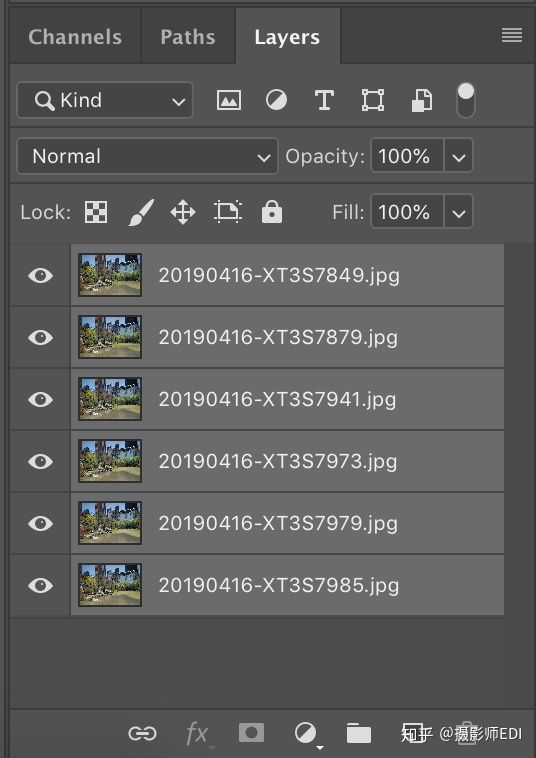 Channels Paths Layers
Kind
Normal Opacity: 100%
Lock: Fill: 100%
20190416-XT3S7849.jpg
20190416-XT3S7879.jpg
20190416-XT3S7941.jpg
20190416-XT3S7973.jpg
20190416-XT3S7979.jpg
20190416-XT3S7985.jpg
fx
知乎 @摄影师EDI